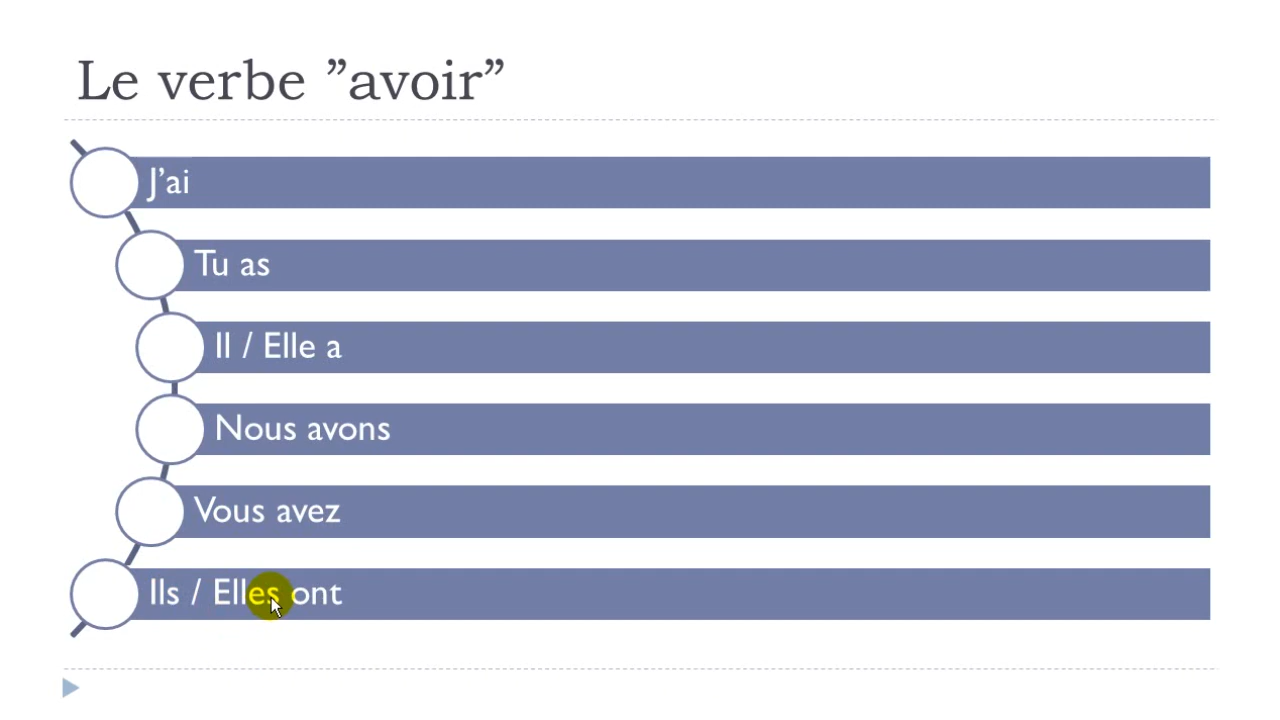 Le verbe ”avoir”
J’ai
Tu as
Il / Elle a
Nous avons
Vous avez
Ils / Elles ont